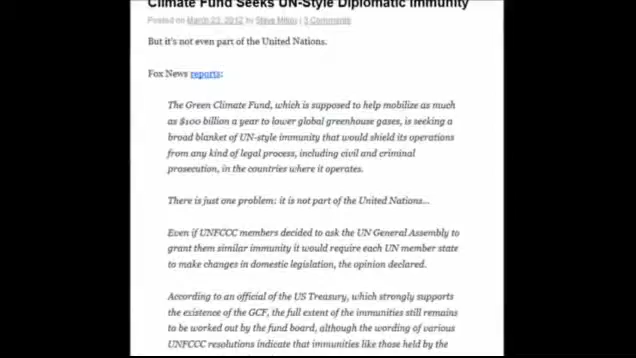 Climate Fund Seeks UN-Style Diplomatic Immunity
Posted on March 23, 2012 by Steve Milloy | 3 Comments
But it's not even part of the United Nations.
Fox News reports:
The Green Climate Fund, which is supposed to help mobilize as much
as $100 billion a year to lower global greenhouse gases, is seeking a
broad blanket of UN-style immunity that would shield its operations
from any kind of legal process, including civil and criminal
prosecution, in the countries where it operates.
There is just one problem: it is not part of the United Nations...
Even if UNFCCC members decided to ask the UN General Assembly to
grant them similar immunity it would require each UN member state
to make changes in domestic legislation, the opinion declared.
According to an official of the US Treasury, which strongly supports
the existence of the GCF, the full extent of the immunities still remains
to be worked out by the fund board, although the wording of various
UNFCCC resolutions indicate that immunities like those held by the